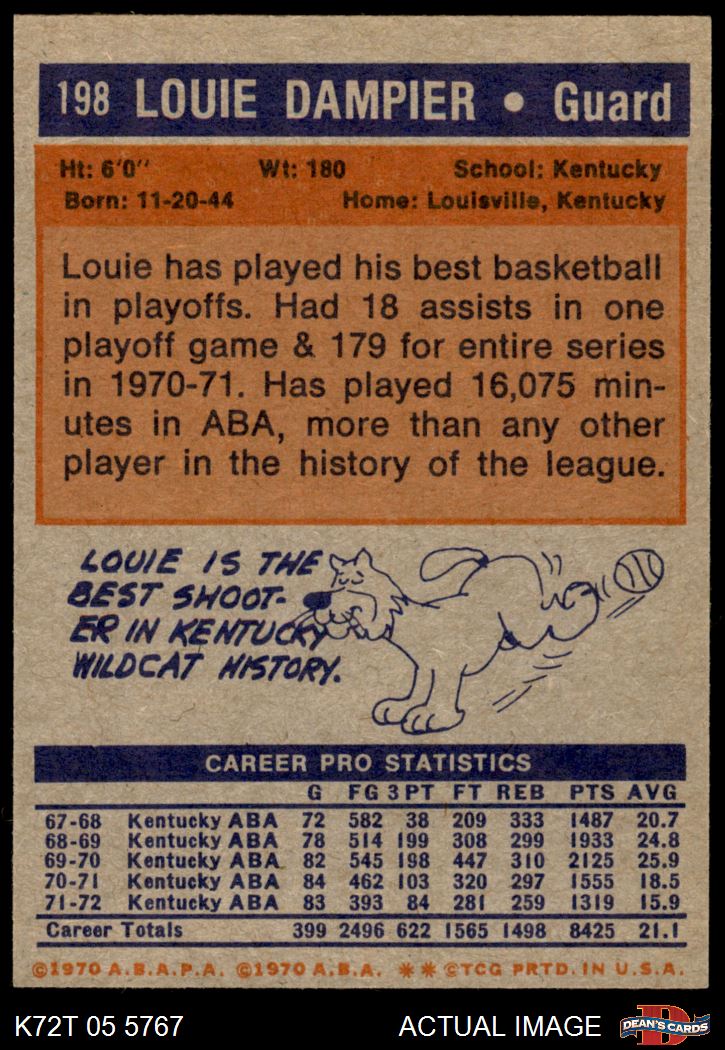 198 LOUIE DAMPIER • Guard
Ht: 6'0" Wt: 180 School: Kentucky
Born: 11-20-44 Home: Louisville, Kentucky
Louie has played his best basketball
in playoffs. Had 18 assists in one
playoff game & 179 for entire series
in 1970-71. Has played 16,075 min-
utes in ABA, more than any other
player in the history of the league.
LOUIE IS THE
BEST SHOOT-
ER IN KENTUCKY
WILDCAT HISTORY.
CAREER PRO STATISTICS
G FG 3 PT FT REB PTS AVG
67-68 Kentucky ABA 72 582 38 209 333 1487 20.7
68-69 Kentucky ABA 78 514 199 308 299 1933 24.8
69-70 Kentucky ABA 82 545 198 447 310 2125 25.9
70-71 Kentucky ABA 84 462 103 320 297 1555 18.5
71-72 Kentucky ABA 83 393 84 281 259 1319 15.9
Career Totals 399 2496 622 1565 1498 8425 21.1
©1970 A.B.A.P.A. ©1970 A.B.A. ** ©TCG PRTD. IN U.S.A.
K72T 05 5767 ACTUAL IMAGE
D
DEAN'S CARDS